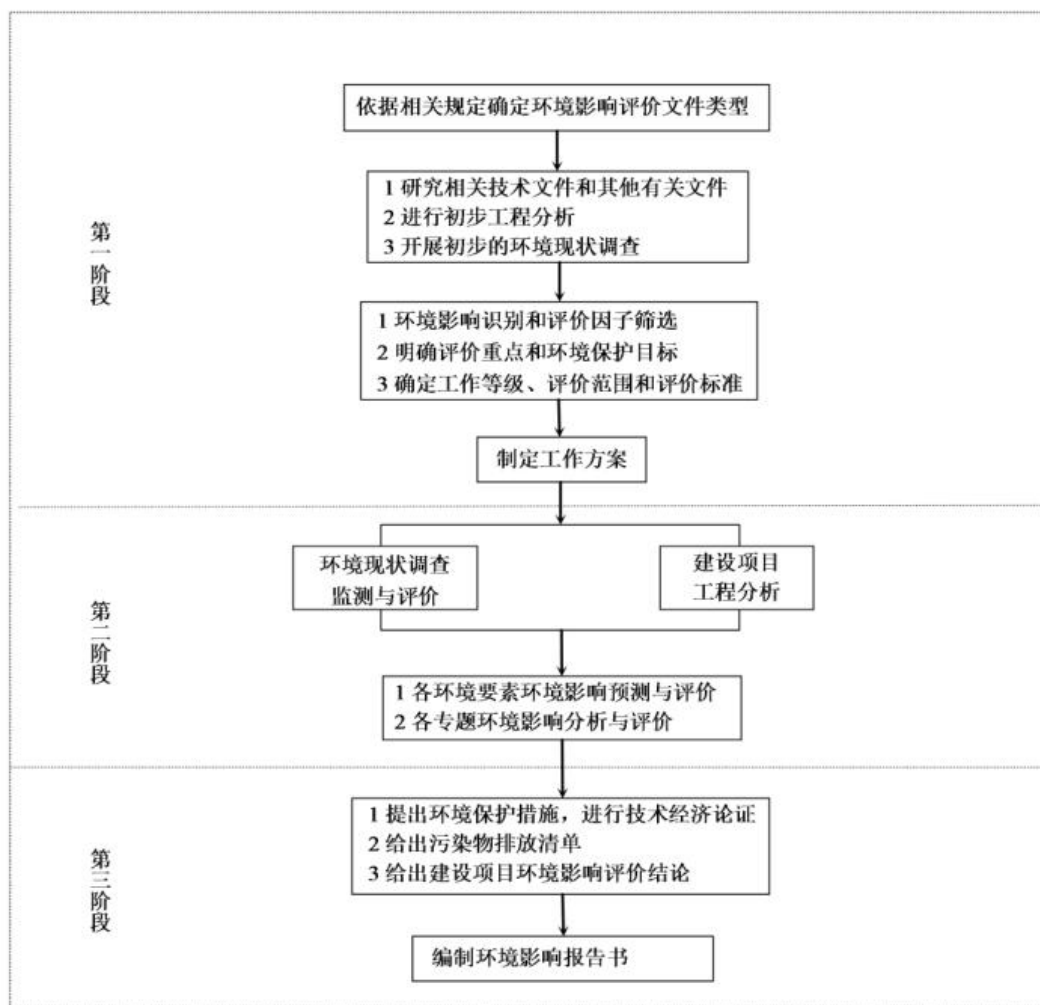 依据相关规定确定环境影响评价文件类型
1 研究相关技术文件和其他有关文件
2 进行初步工程分析
3 开展初步的环境现状调查
第一阶段
1 环境影响识别和评价因子筛选
2 明确评价重点和环境保护目标
3 确定工作等级、评价范围和评价标准
制定工作方案
环境现状调查
监测与评价
建设项目
工程分析
第二阶段
1 各环境要素环境影响预测与评价
2 各专题环境影响分析与评价
1 提出环境保护措施，进行技术经济论证
2 给出污染物排放清单
3 给出建设项目环境影响评价结论
第三阶段
编制环境影响报告书